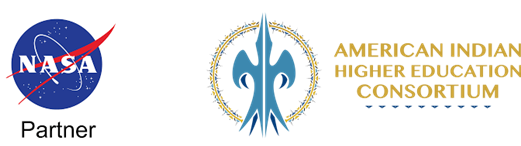 NASA
Partner
AMERICAN INDIAN
HIGHER EDUCATION
CONSORTIUM